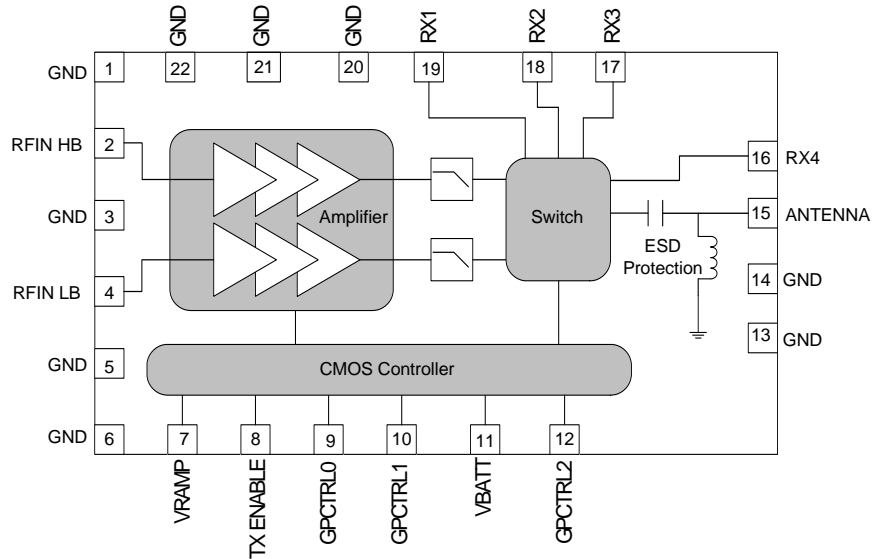 GND
GND
GND
RX1
RX2
RX3
22
21
20
19
18
17
GND
1
RFIN HB
2
GND
3
RFIN LB
4
GND
5
GND
6
Amplifier
Switch
ESD
Protection
16
RX4
15
ANTENNA
14
GND
13
GND
CMOS Controller
7
8
9
10
11
12
VRAMP
TX ENABLE
GPCTRL0
GPCTRL1
VBATT
GPCTRL2